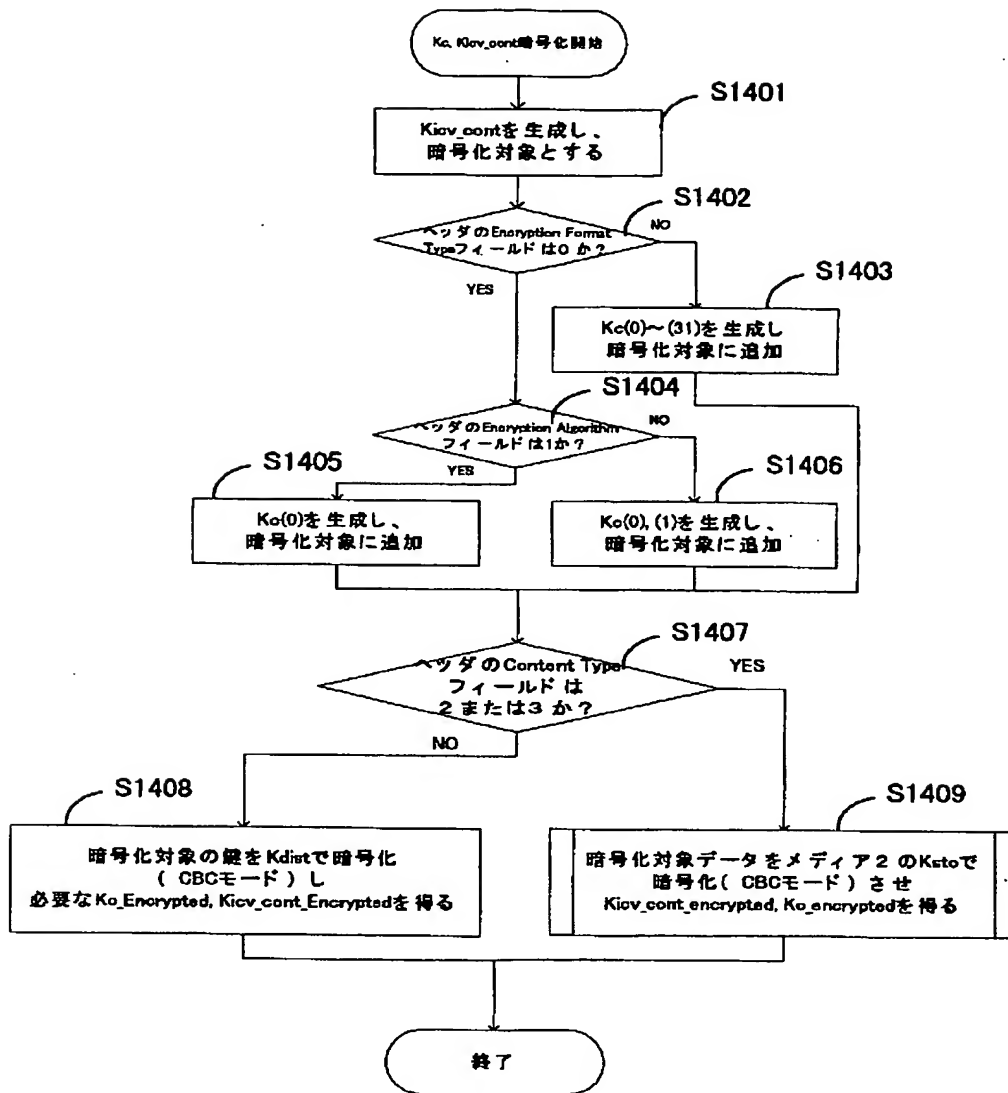 Kc, Kicv_cont暗号化開始
S1401
Kicv_contを生成し、
暗号化対象とする
S1402
ヘッダのEncryption Format
Typeフィールドは0か?
NO
YES
S1403
Kc(0)~(31)を生成し
暗号化対象に追加
S1404
ヘッダのEncryption Algorithm
フィールドは1か?
NO
YES
S1405
Kc(0)を生成し、
暗号化対象に追加
S1406
Kc(0),(1)を生成し、
暗号化対象に追加
S1407
ヘッダのContent Type
フィールドは
2または3か?
YES
NO
S1408
暗号化対象の鍵をKdistで暗号化
(CBCモード)し
必要なKc_Encrypted, Kicv_cont_Encryptedを得る
S1409
暗号化対象データをメディア2のKstoで
暗号化(CBCモード)させ
Kicv_cont_encrypted, Kc_encryptedを得る
終了